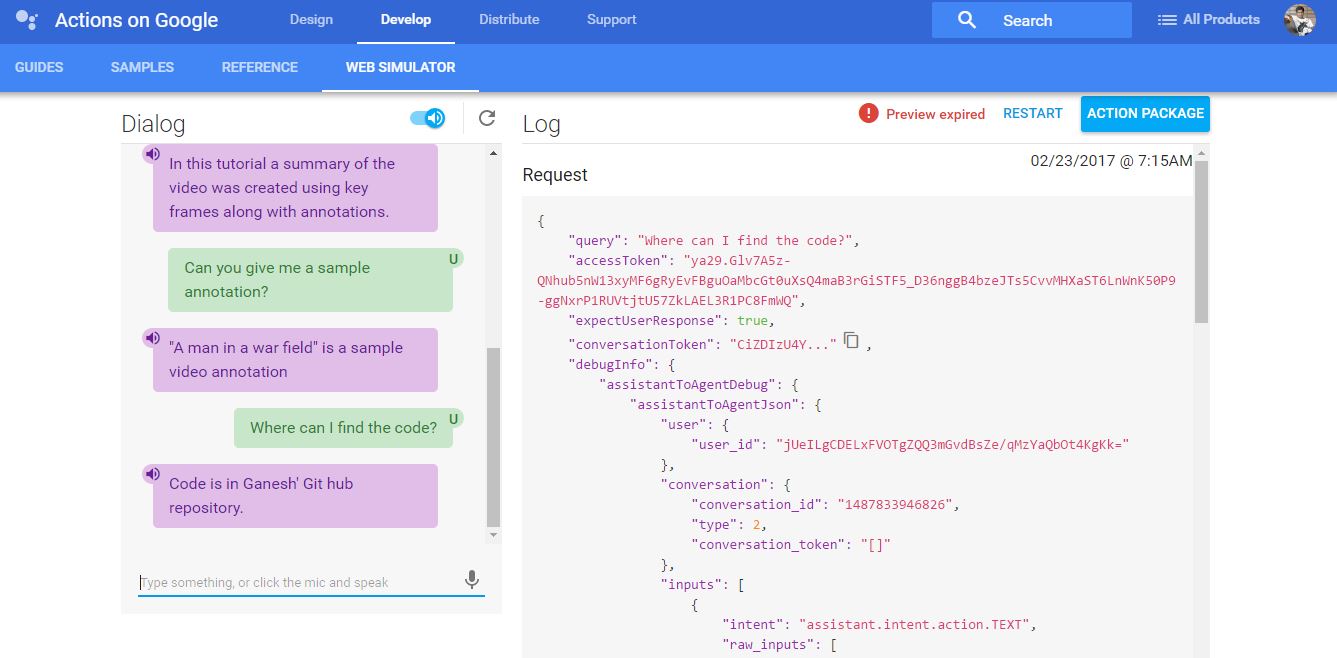 Actions on Google
Design
Develop
Distribute
Support
Search
All Products
GUIDES
SAMPLES
REFERENCE
WEB SIMULATOR
Dialog
In this tutorial a summary of the
video was created using key
frames along with annotations.
U
Can you give me a sample
annotation?
"A man in a war field" is a sample
video annotation
U
Where can I find the code?
Code is in Ganesh' Git hub
repository.
Type something, or click the mic and speak
Log
! Preview expired
RESTART
ACTION PACKAGE
02/23/2017 @ 7:15AM
Request
{
"query": "Where can I find the code?",
"accessToken": "ya29.Glv7A5z-
QNhub5nW13xyMF6gRyEvFBguOaMbcGt0uXsQ4maB3rGiSTF5_D36nggB4bzeJTs5CvvMHXaST6LnWnK50P9
-ggNxrP1RUVtjtU57ZkLAEL3R1PC8FmWQ",
"expectUserResponse": true,
"conversationToken": "CiZDIzU4Y..." ,
"debugInfo": {
"assistantToAgentDebug": {
"assistantToAgentJson": {
"user": {
"user_id": "jUeILgCDELxFVOTgZQQ3mGvdBsZe/qMzYaQbOt4KgKk="
},
"conversation": {
"conversation_id": "1487833946826",
"type": 2,
"conversation_token": "[]"
},
"inputs": [
{
"intent": "assistant.intent.action.TEXT",
"raw_inputs": [